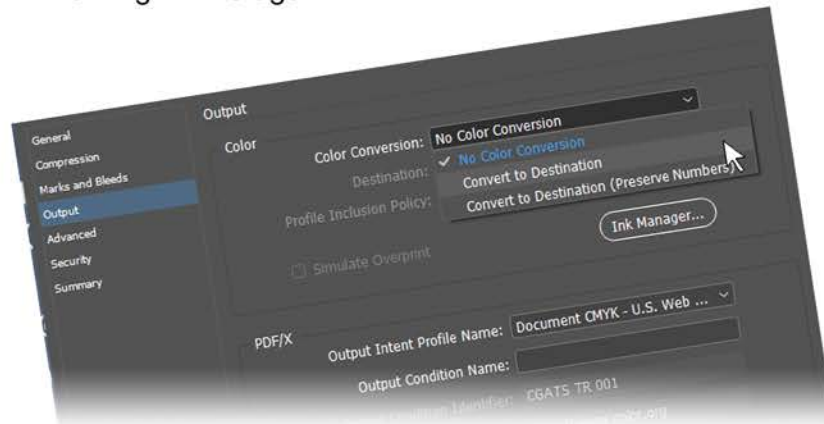 General
Compression
Marks and Bleeds
Output
Advanced
Security
Summary
Output
Color
Color Conversion: No Color Conversion
✓ No Color Conversion
Convert to Destination
Convert to Destination (Preserve Numbers)
Destination:
Profile Inclusion Policy:
Simulate Overprint
Ink Manager...
PDF/X
Output Intent Profile Name: Document CMYK - U.S. Web ...
Output Condition Name:
Identifier: CGATS TR 001